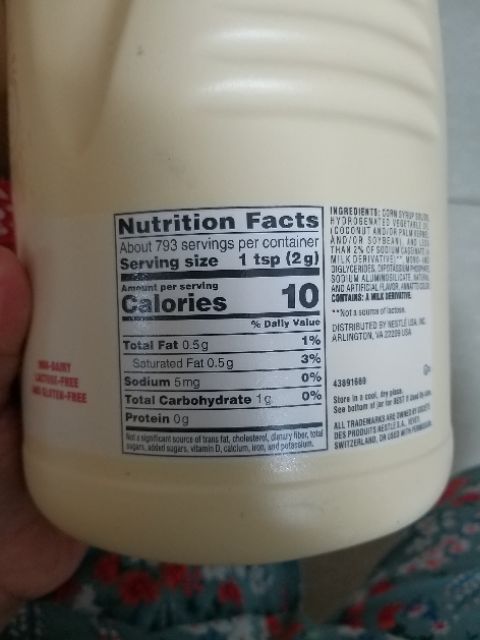 Nutrition Facts
About 793 servings per container
Serving size 1 tsp (2g)
Amount per serving
Calories 10
% Daily Value
Total Fat 0.5g 1%
Saturated Fat 0.5g 3%
Sodium 5mg 0%
Total Carbohydrate 1g 0%
Protein 0g
Not a significant source of trans fat, cholesterol, dietary fiber, total
sugars, added sugars, vitamin D, calcium, iron, and potassium.
INGREDIENTS: CORN SYRUP SOLIDS,
HYDROGENATED VEGETABLE OIL
(COCONUT AND/OR PALM KERNEL
AND/OR SOYBEAN), AND LESS
THAN 2% OF SODIUM CASEINATE (A
MILK DERIVATIVE)**, MONO- AND
DIGLYCERIDES, DIPOTASSIUM PHOSPHATE,
SODIUM ALUMINOSILICATE, NATURAL
AND ARTIFICIAL FLAVOR, ANNATTO COLOR
CONTAINS: A MILK DERIVATIVE.
**Not a source of lactose.
DISTRIBUTED BY NESTLÉ USA, INC.
ARLINGTON, VA 22209 USA
43891669
Store in a cool, dry place.
See bottom of jar for BEST if Used by date.
ALL TRADEMARKS ARE OWNED BY SOCIÉTÉ
DES PRODUITS NESTLÉ S.A., VEVEY,
SWITZERLAND, OR USED WITH PERMISSION.
NON-DAIRY
LACTOSE-FREE
GLUTEN-FREE